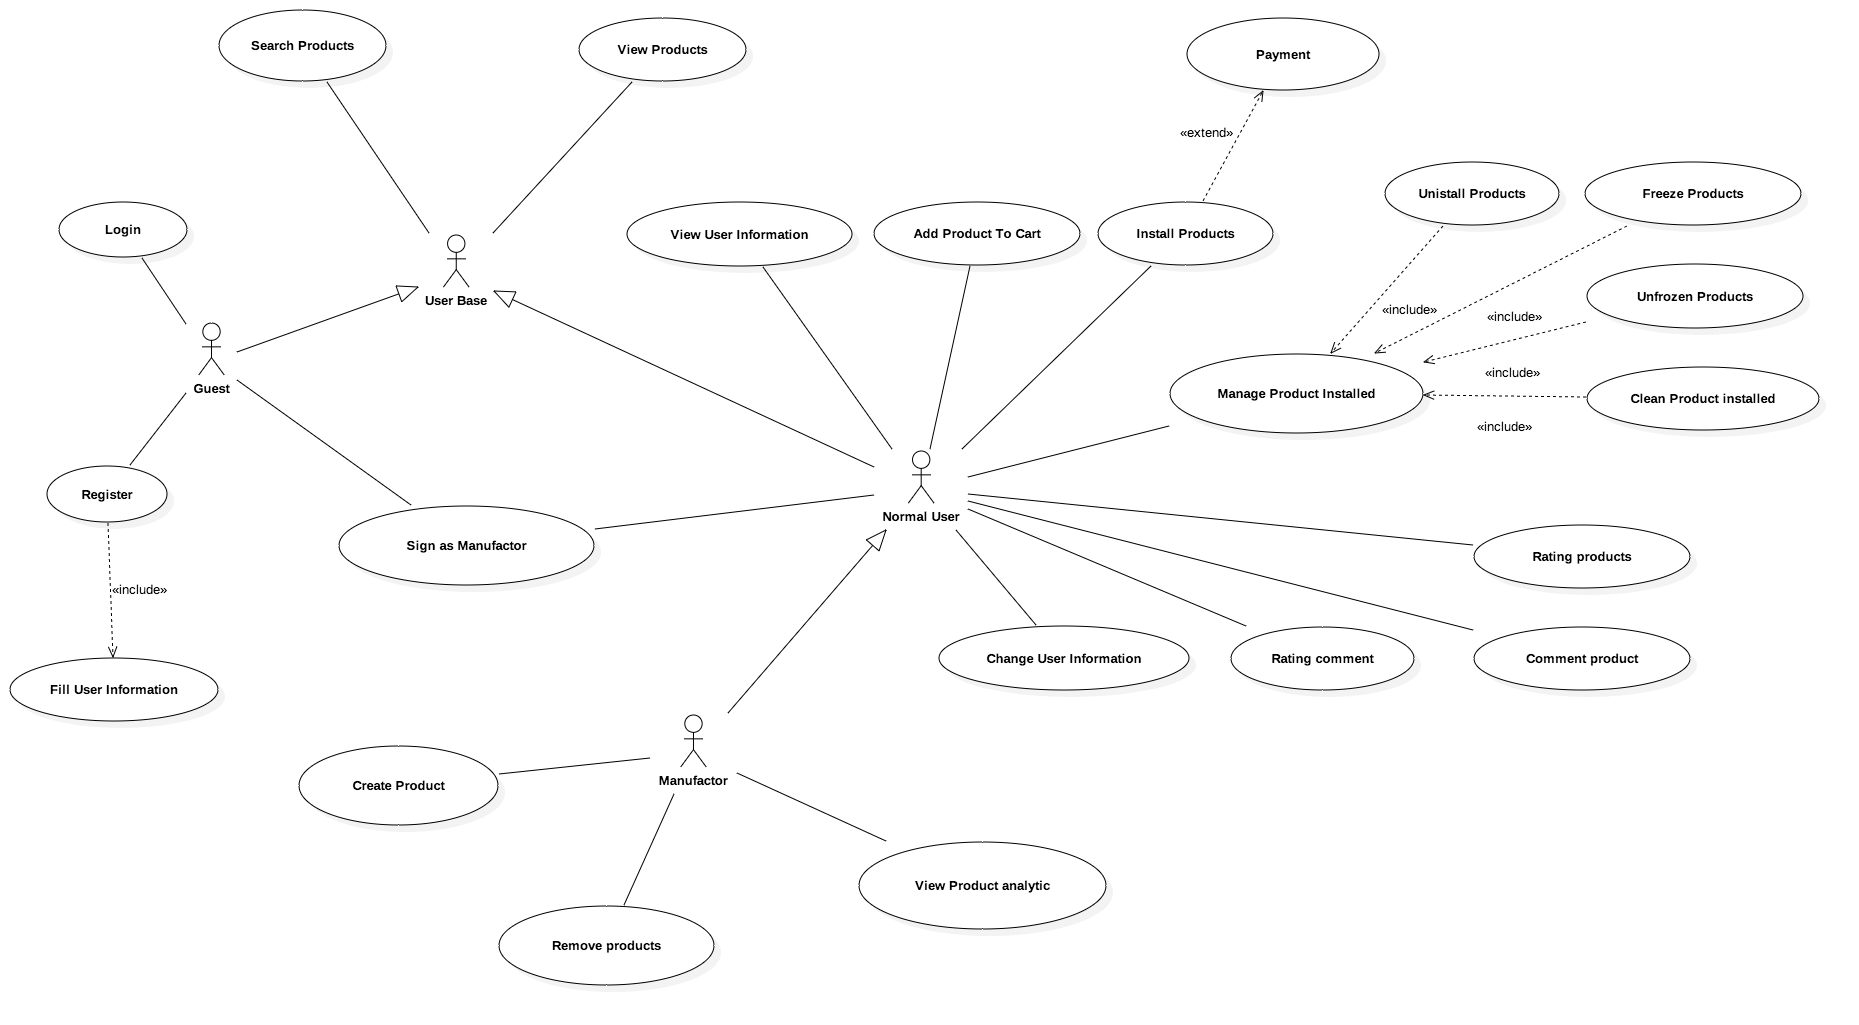 Search Products
View Products
Payment
«extend»
Unistall Products
Freeze Products
Login
View User Information
Add Product To Cart
Install Products
User Base
Unfrozen Products
«include»
«include»
Guest
«include»
Manage Product Installed
Clean Product installed
«include»
Register
Normal User
Sign as Manufactor
Rating products
«include»
Change User Information
Rating comment
Comment product
Fill User Information
Manufactor
Create Product
View Product analytic
Remove products